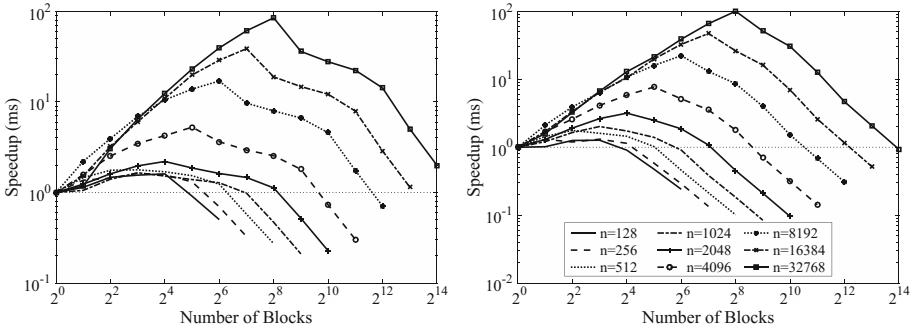 10^2
10^1
10^0
10^-1
Speedup (ms)
2^0 2^2 2^4 2^6 2^8 2^10 2^12 2^14
Number of Blocks
10^2
10^1
10^0
10^-1
10^-2
Speedup (ms)
n=128 n=1024 n=8192
n=256 n=2048 n=16384
n=512 n=4096 n=32768
2^0 2^2 2^4 2^6 2^8 2^10 2^12 2^14
Number of Blocks